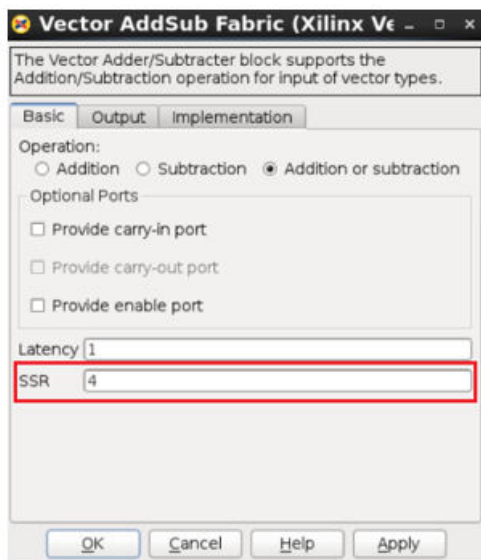 Vector AddSub Fabric (Xilinx Ve
The Vector Adder/Subtracter block supports the
Addition/Subtraction operation for input of vector types.
Basic Output Implementation
Operation:
Addition Subtraction Addition or subtraction
Optional Ports
Provide carry-in port
Provide carry-out port
Provide enable port
Latency 1
SSR 4
OK Cancel Help Apply